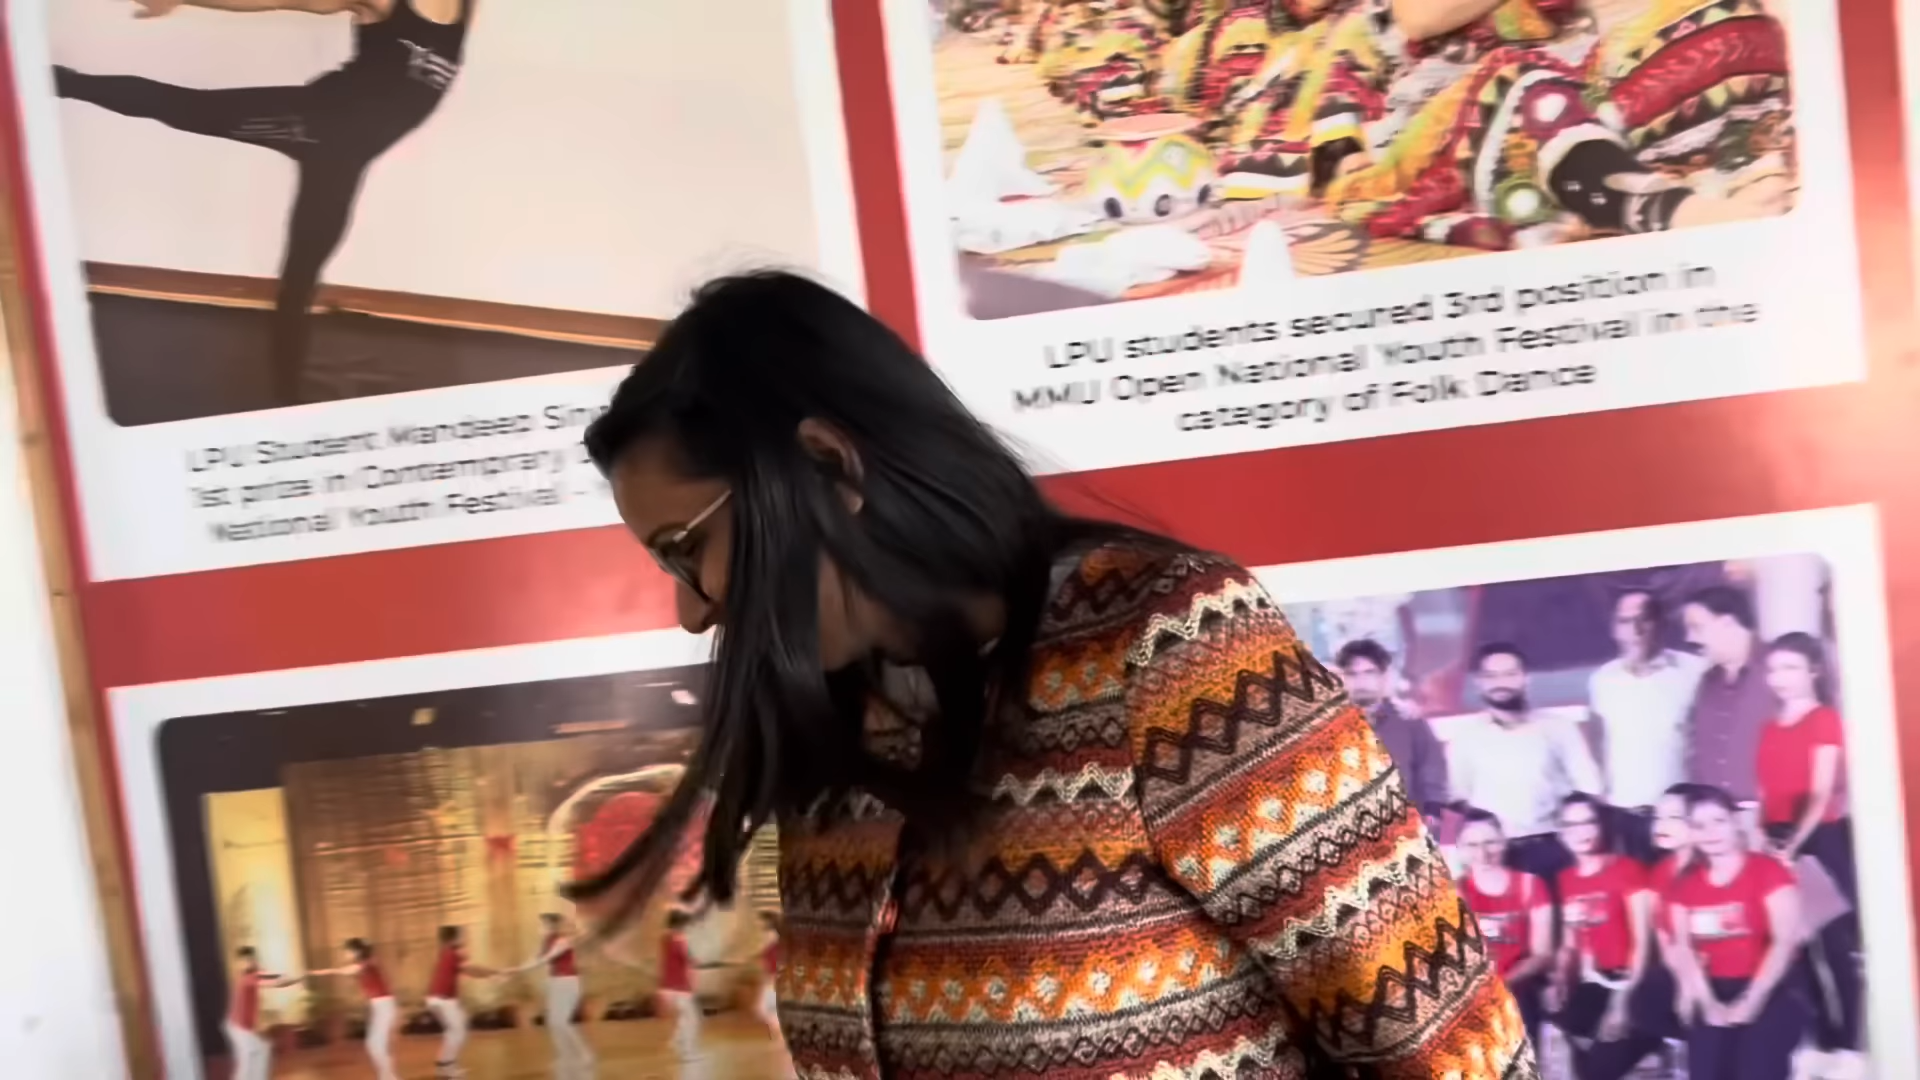 LPU students secured 3rd position in
MMU Open National Youth Festival in the
category of Folk Dance
LPU Student Mandeep
1st prize in Contemprary
National Youth Festival -